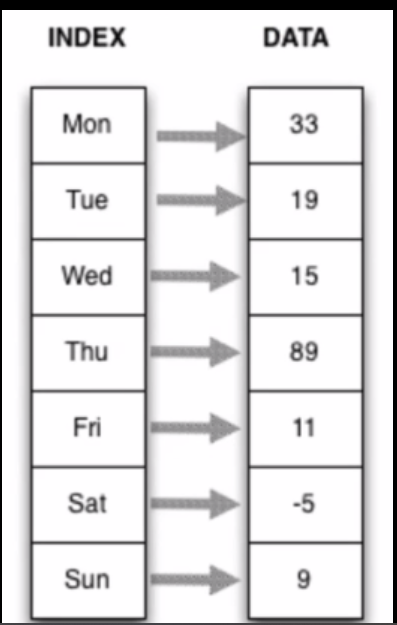 INDEX DATA
Mon 33
Tue 19
Wed 15
Thu 89
Fri 11
Sat -5
Sun 9